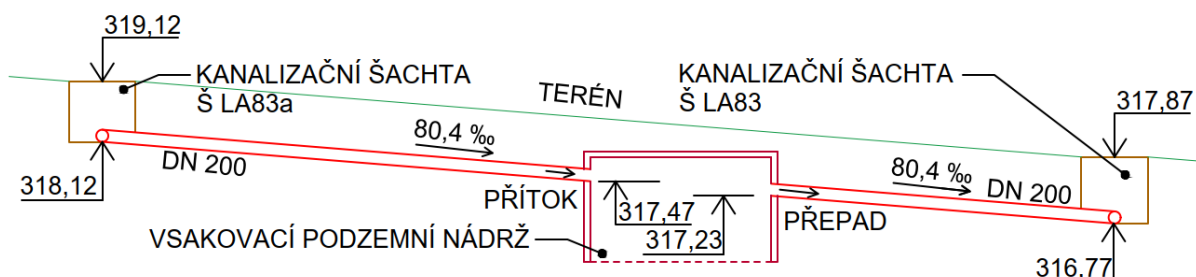 319,12
KANALIZAČNÍ ŠACHTA
Š LA83a
318,12
DN 200
80,4 ‰
TERÉN
PŘÍTOK
317,47
317,23
VSAKOVACÍ PODZEMNÍ NÁDRŽ
PŘEPAD
KANALIZAČNÍ ŠACHTA
Š LA83
80,4 ‰
DN 200
317,87
316,77